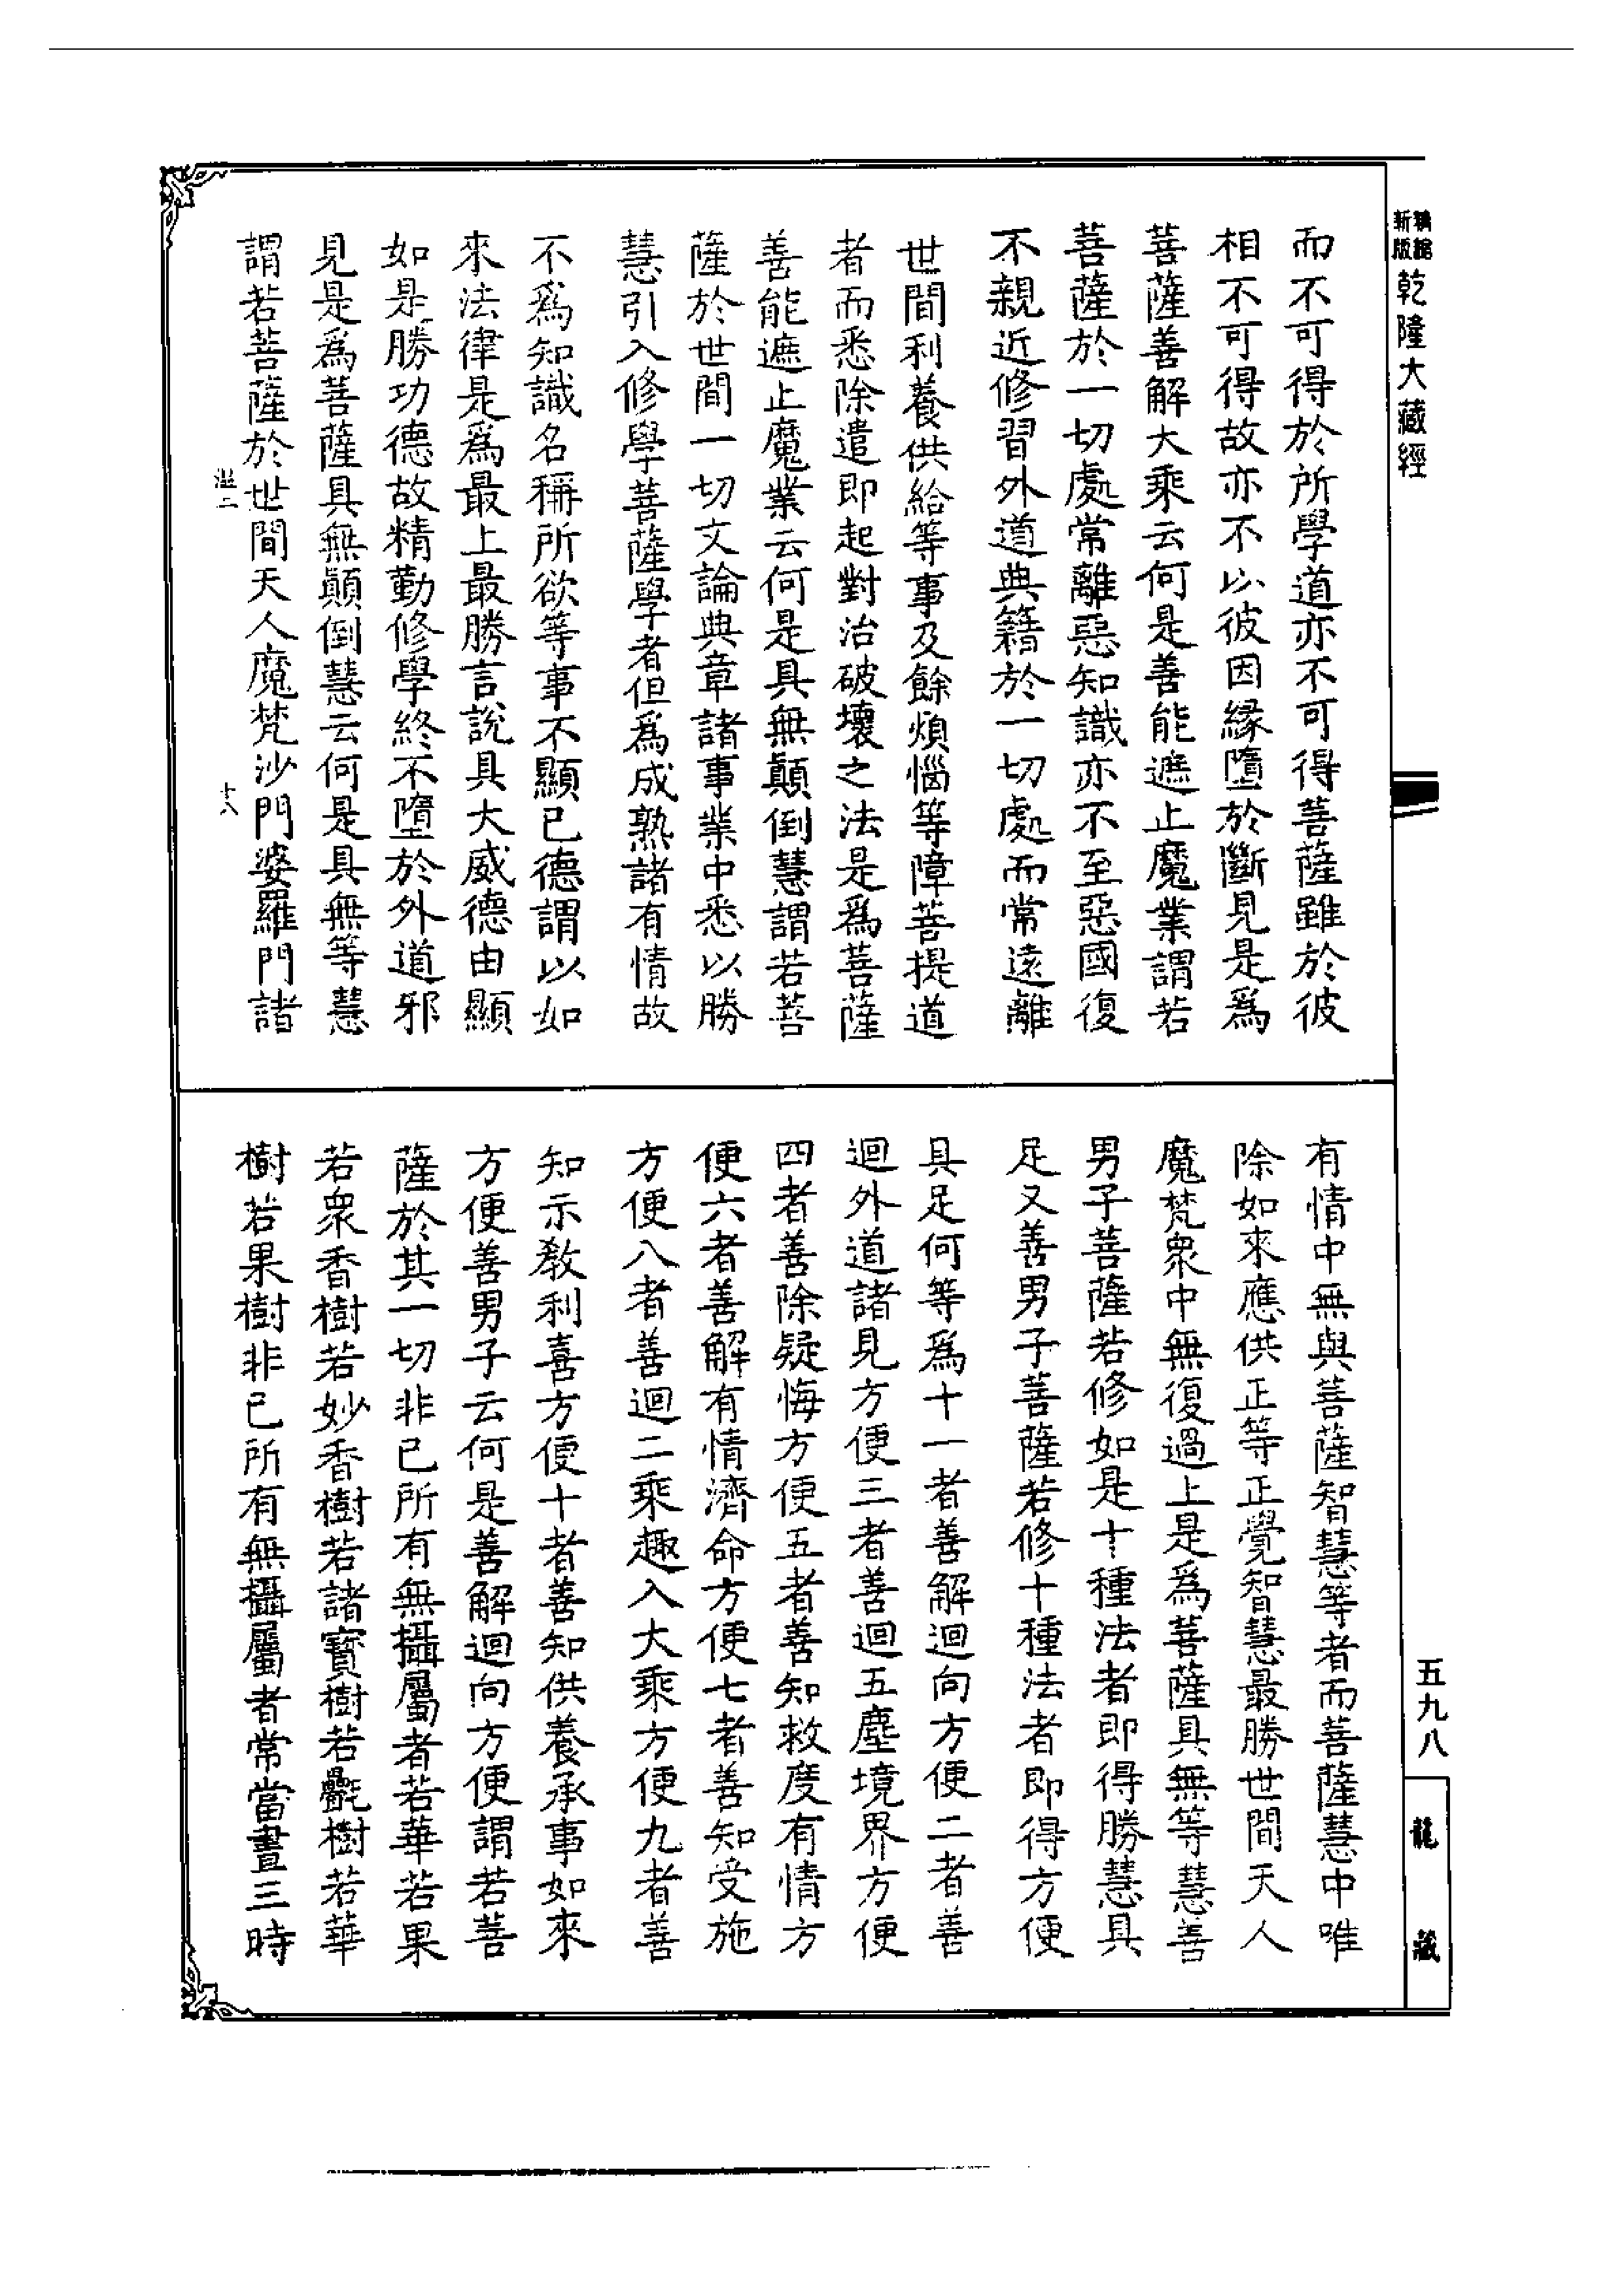 新版
精縮
乾隆大藏經
而不可得於所學道亦不可得菩薩雖於彼
相不可得故亦不以彼因緣墮於斷見是爲
菩薩善解大乘云何是善能遮止魔業謂若
菩薩於一切處常離惡知識亦不至惡國復
不親近修習外道典籍於一切處而常遠離
世間利養供給等事及餘煩惱等障菩提道
者而悉除遣即起對治破壞之法是爲菩薩
善能遮止魔業云何是具無顛倒慧謂若菩
薩於世間一切文論典章諸事業中悉以勝
慧引入修學菩薩學者但爲成熟諸有情故
不爲知識名稱所欲等事不顯已德謂以如
來法律是爲最上最勝言說具大威德由顯
如是勝功德故精勤修學終不墮於外道邪
見是爲菩薩具無顛倒慧云何是具無等慧
謂若菩薩於世間天人魔梵沙門婆羅門諸
二
十八
有情中無與菩薩智慧等者而菩薩慧中唯
除如來應供正等正覺智慧最勝世間天人
魔梵衆中無復過上是爲菩薩具無等慧善
男子菩薩若修如是十種法者即得勝慧具
足又善男子菩薩若修十種法者即得方便
具足何等爲十一者善解迴向方便二者善
迴外道諸見方便三者善迴五塵境界方便
四者善除疑悔方便五者善知救度有情方
便六者善解有情濟命方便七者善知受施
方便八者善迴二乘趣入大乘方便九者善
知示教利喜方便十者善知供養承事如來
方便善男子云何是善解迴向方便謂若菩
薩於其一切非已所有無攝屬者若華若果
若衆香樹若妙香樹若諸寳樹若氎樹若華
樹若果樹非已所有無攝屬者常當晝三時
五九八
龍藏